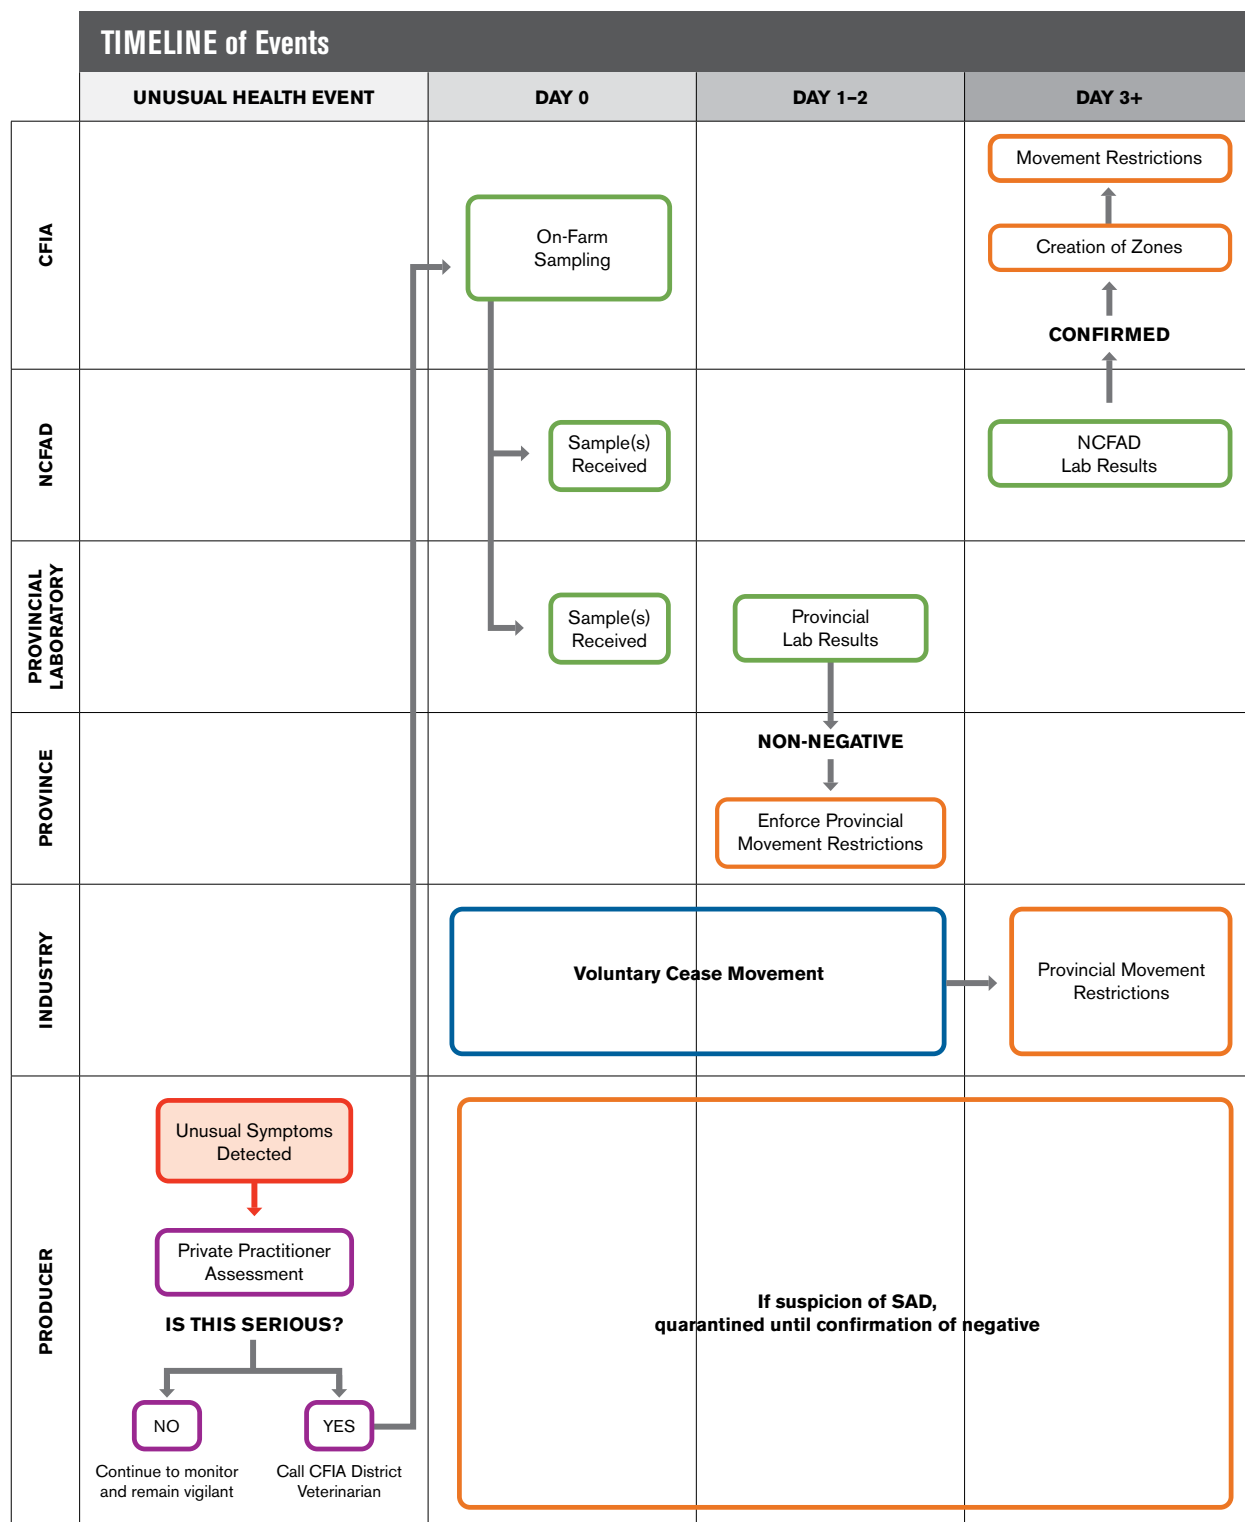 TIMELINE of Events
UNUSUAL HEALTH EVENT
DAY 0
DAY 1–2
DAY 3+
CFIA
On-Farm
Sampling
Movement Restrictions
Creation of Zones
CONFIRMED
NCFAD
Sample(s)
Received
NCFAD
Lab Results
PROVINCIAL
LABORATORY
Sample(s)
Received
Provincial
Lab Results
PROVINCE
NON-NEGATIVE
Enforce Provincial
Movement Restrictions
INDUSTRY
Voluntary Cease Movement
Provincial Movement
Restrictions
PRODUCER
Unusual Symptoms
Detected
Private Practitioner
Assessment
IS THIS SERIOUS?
NO
Continue to monitor
and remain vigilant
YES
Call CFIA District
Veterinarian
If suspicion of SAD,
quarantined until confirmation of negative